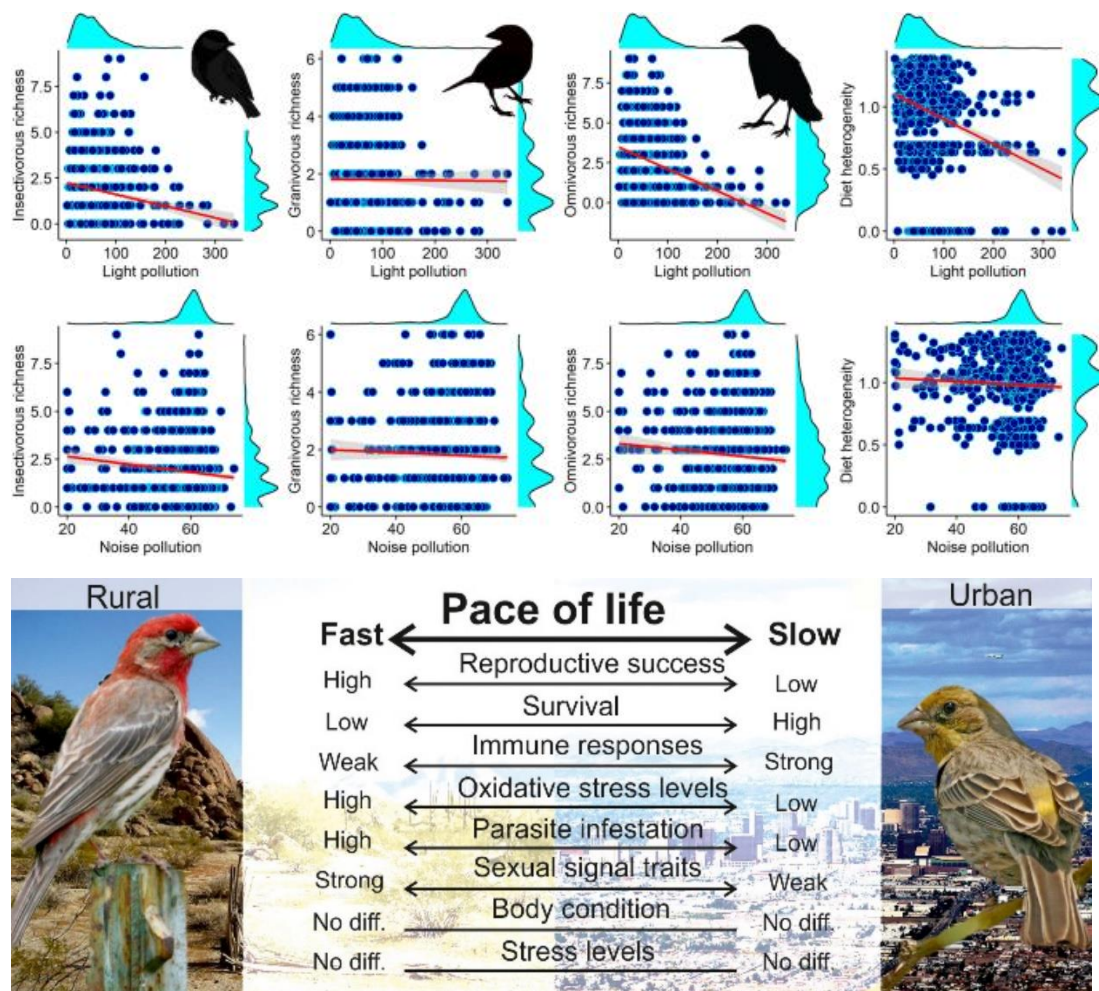 Insectivorous richness
7.5
5.0
2.5
0.0
0 100 200 300
Light pollution
Granivorous richness
6
4
2
0
0 100 200 300
Light pollution
Omnivorous richness
7.5
5.0
2.5
0.0
0 100 200 300
Light pollution
Diet heterogeneity
1.0
0.5
0.0
0 100 200 300
Light pollution
Insectivorous richness
7.5
5.0
2.5
0.0
20 40 60
Noise pollution
Granivorous richness
6
4
2
0
20 40 60
Noise pollution
Omnivorous richness
7.5
5.0
2.5
0.0
20 40 60
Noise pollution
Diet heterogeneity
1.0
0.5
0.0
20 40 60
Noise pollution
Rural
Pace of life
Urban
Fast Slow
High Reproductive success Low
Low Survival High
Weak Immune responses Strong
High Oxidative stress levels Low
High Parasite infestation Low
Strong Sexual signal traits Weak
No diff. Body condition No diff.
No diff. Stress levels No diff.